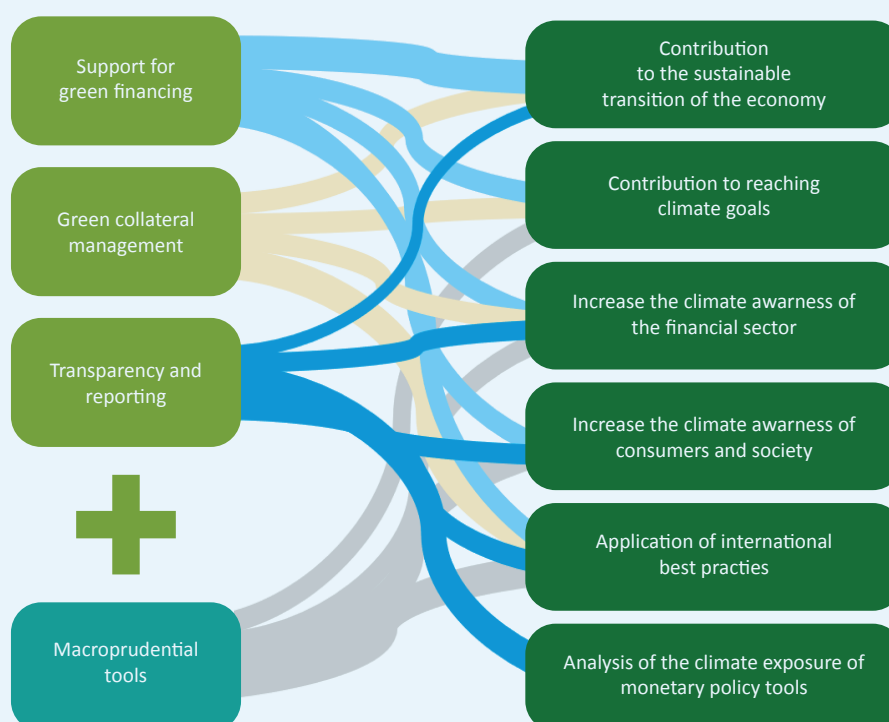 Support for
green financing
Green collateral
management
Transparency and
reporting
Macroprudential
tools
Contribution
to the sustainable
transition of the economy
Contribution to reaching
climate goals
Increase the climate awarness of
the financial sector
Increase the climate awareness of
consumers and society
Application of international
best practies
Analysis of the climate exposure of
monetary policy tools